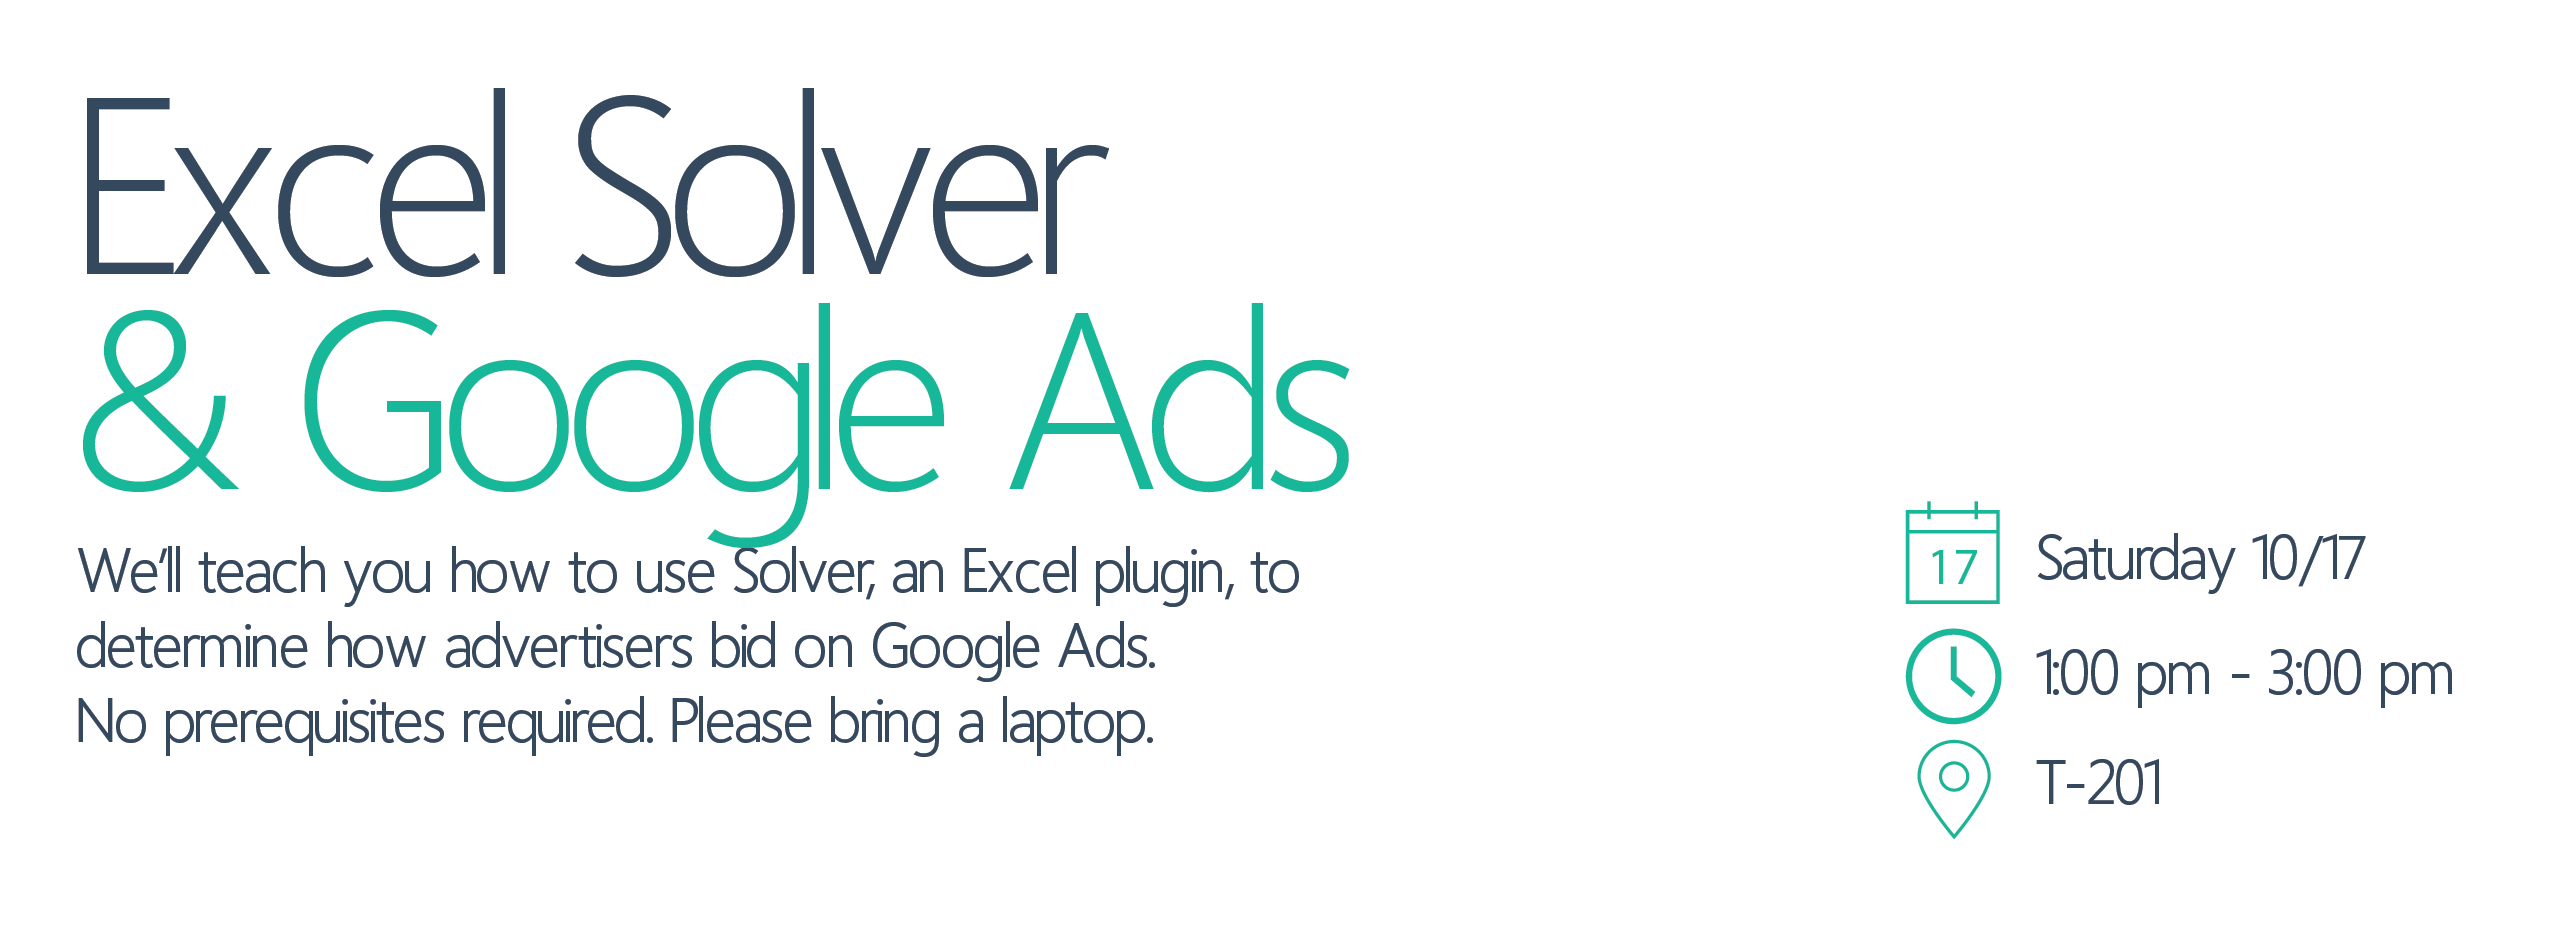 Excel Solver
& Google Ads
We'll teach you how to use Solver, an Excel plugin, to
determine how advertisers bid on Google Ads.
No prerequisites required. Please bring a laptop.
17
Saturday 10/17
1:00 pm - 3:00 pm
T-201